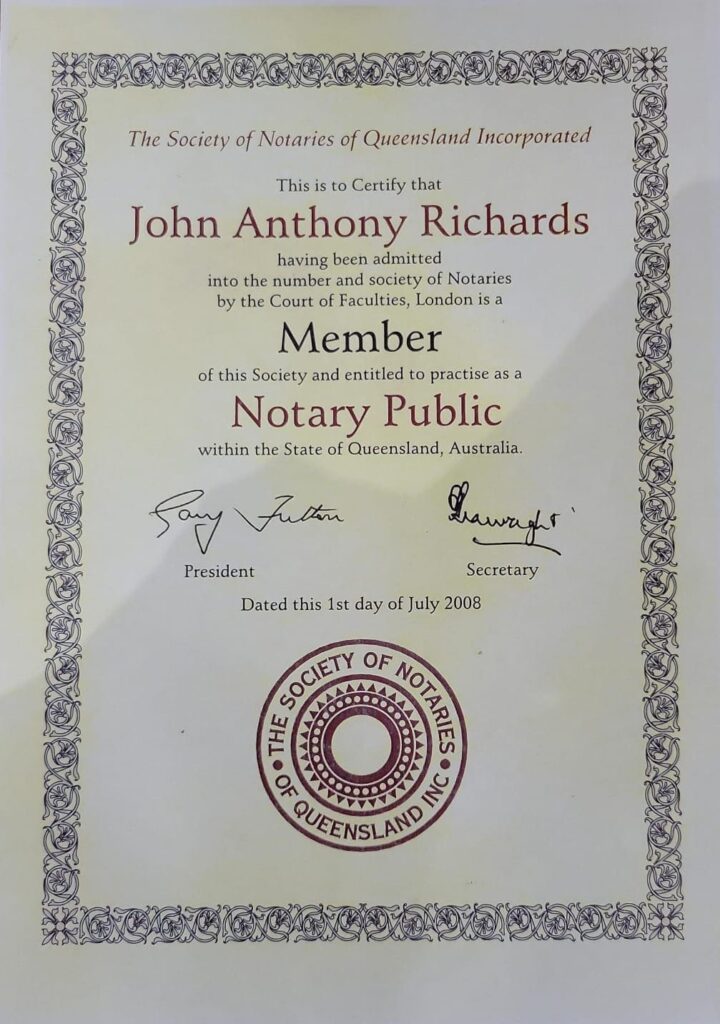 The Society of Notaries of Queensland Incorporated
This is to Certify that
John Anthony Richards
having been admitted
into the number and society of Notaries
by the Court of Faculties, London is a
Member
of this Society and entitled to practise as a
Notary Public
within the State of Queensland, Australia.
Gary Fulton
President
Secretary
Dated this 1st day of July 2008
THE SOCIETY OF NOTARIES
OF QUEENSLAND INC